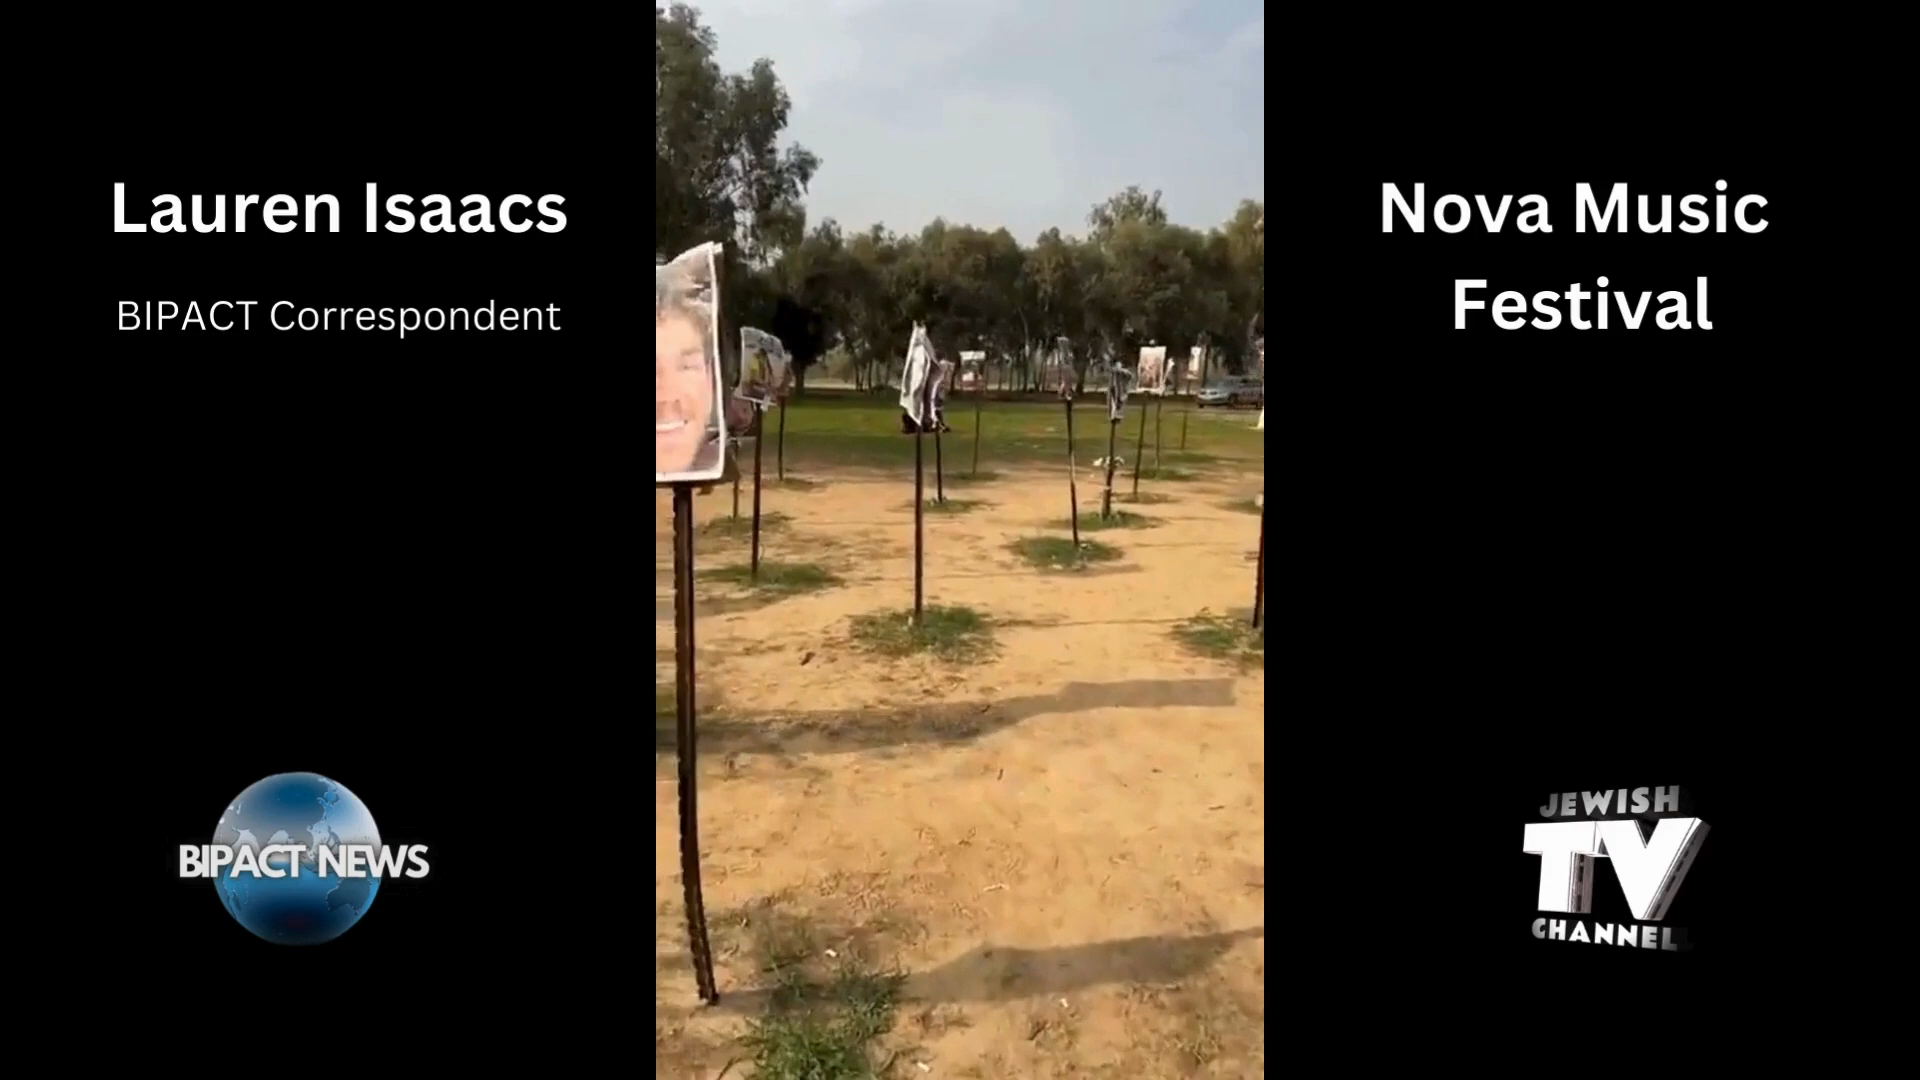 Lauren Isaacs
BIPACT Correspondent
BIPACT NEWS
Nova Music
Festival
JEWISH
TV
CHANNEL